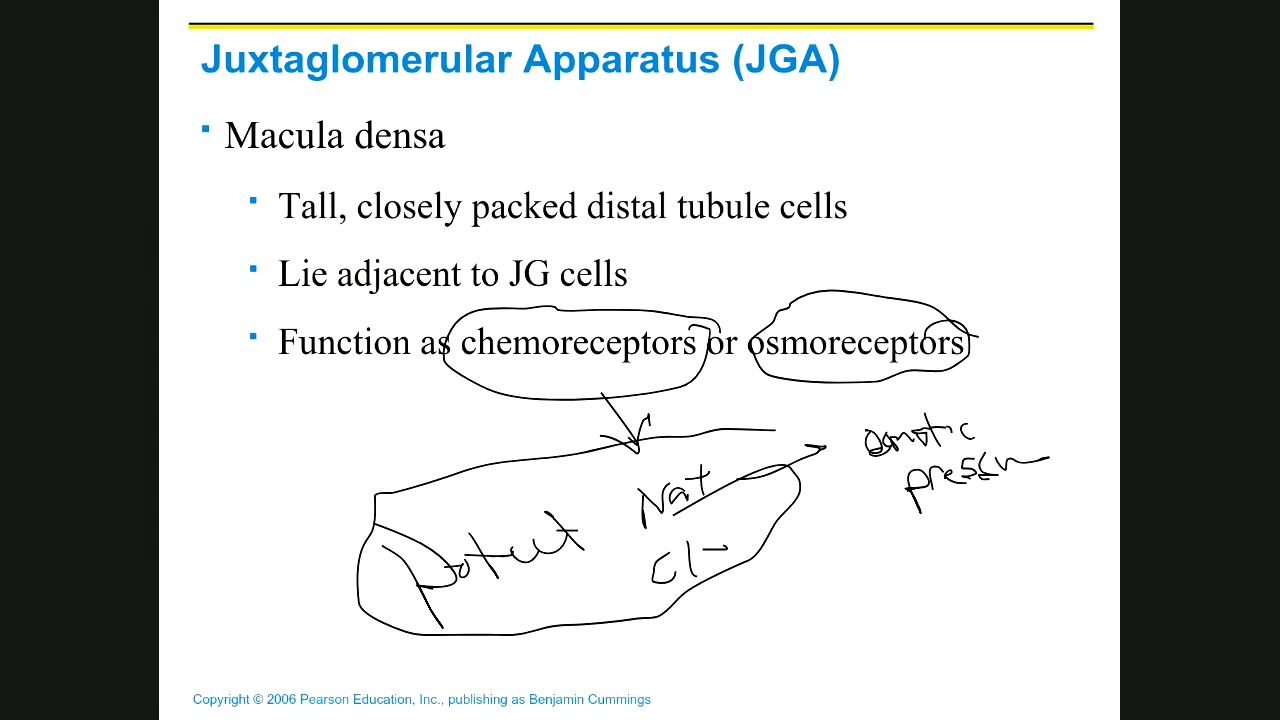 Juxtaglomerular Apparatus (JGA)
▪ Macula densa
▪ Tall, closely packed distal tubule cells
▪ Lie adjacent to JG cells
▪ Function as chemoreceptors or osmoreceptors
osmotic
Na+
Cl-
Copyright © 2006 Pearson Education, Inc., publishing as Benjamin Cummings